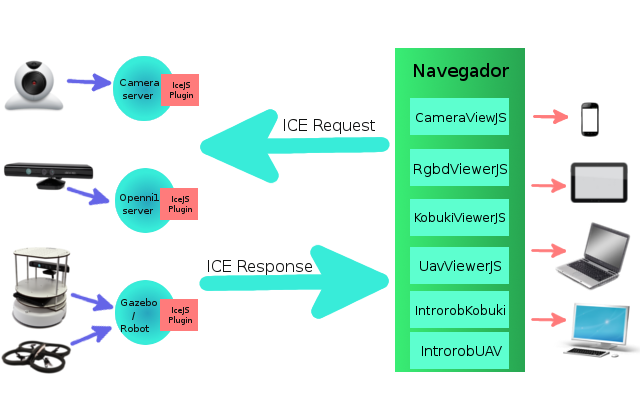 Camera
server
IceJS
Plugin
Openni1
server
IceJS
Plugin
Gazebo
/
Robot
IceJS
Plugin
ICE Request
ICE Response
Navegador
CameraViewJS
RgbdViewerJS
KobukiViewerJS
UavViewerJS
IntrorobKobuki
IntrorobUAV